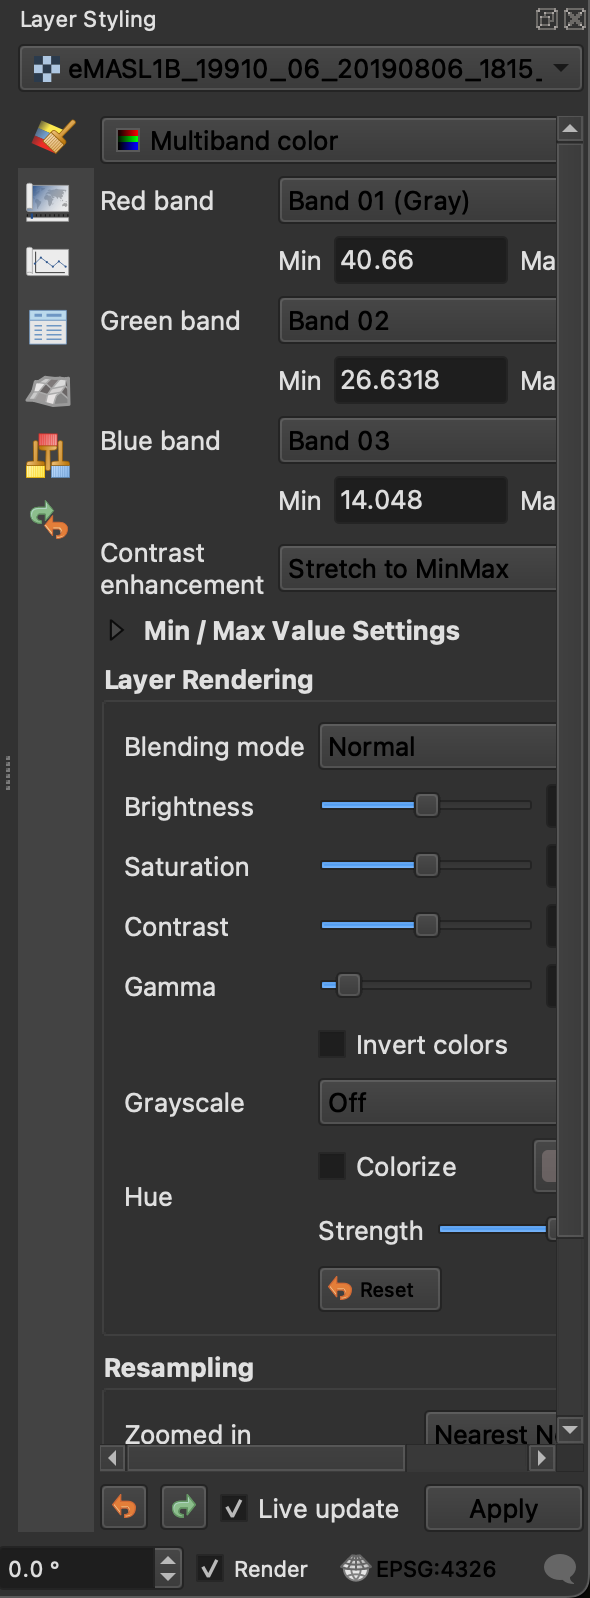 Layer Styling
eMASL1B_19910_06_20190806_1815_
Multiband color
Red band Band 01 (Gray)
Min 40.66 Ma
Green band Band 02
Min 26.6318 Ma
Blue band Band 03
Min 14.048 Ma
Contrast
enhancement Stretch to MinMax
Min / Max Value Settings
Layer Rendering
Blending mode Normal
Brightness
Saturation
Contrast
Gamma
Invert colors
Grayscale Off
Colorize
Hue
Strength
Reset
Resampling
Zoomed in Nearest Ne
Live update Apply
0.0 ° Render EPSG:4326